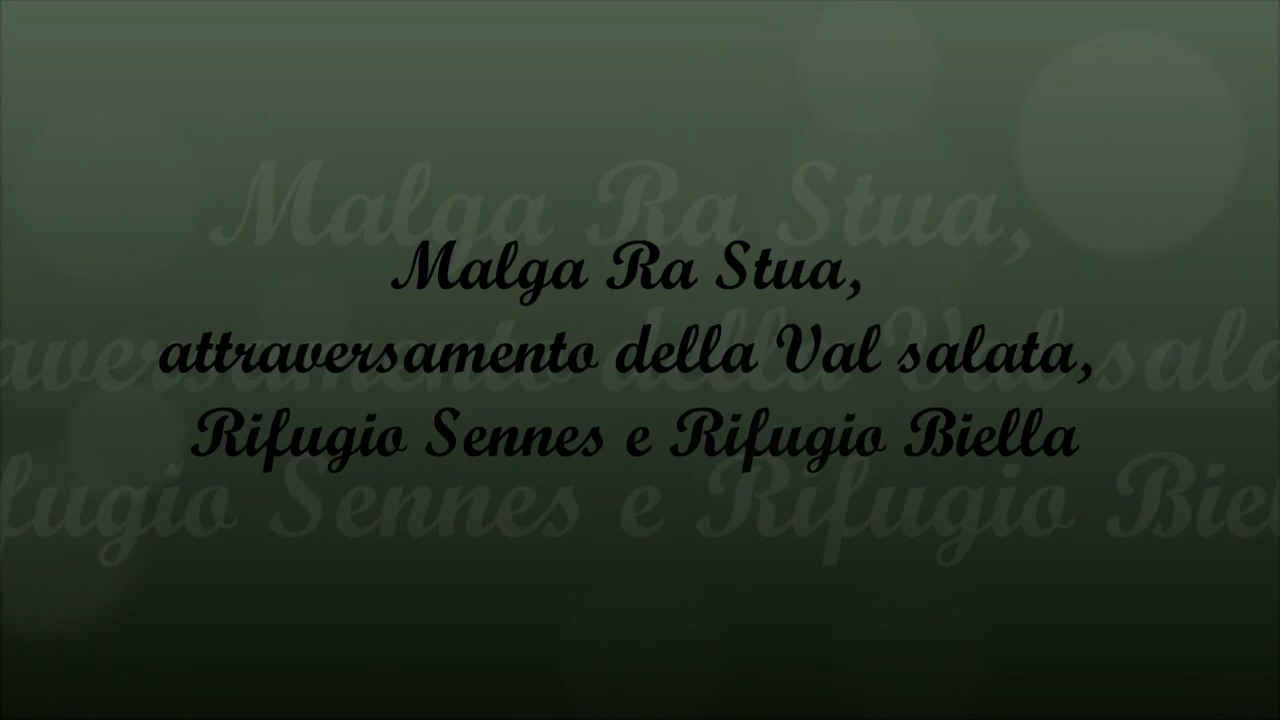 Malga Ra Stua,
attraversamento della Val salata,
Rifugio Sennes e Rifugio Biella